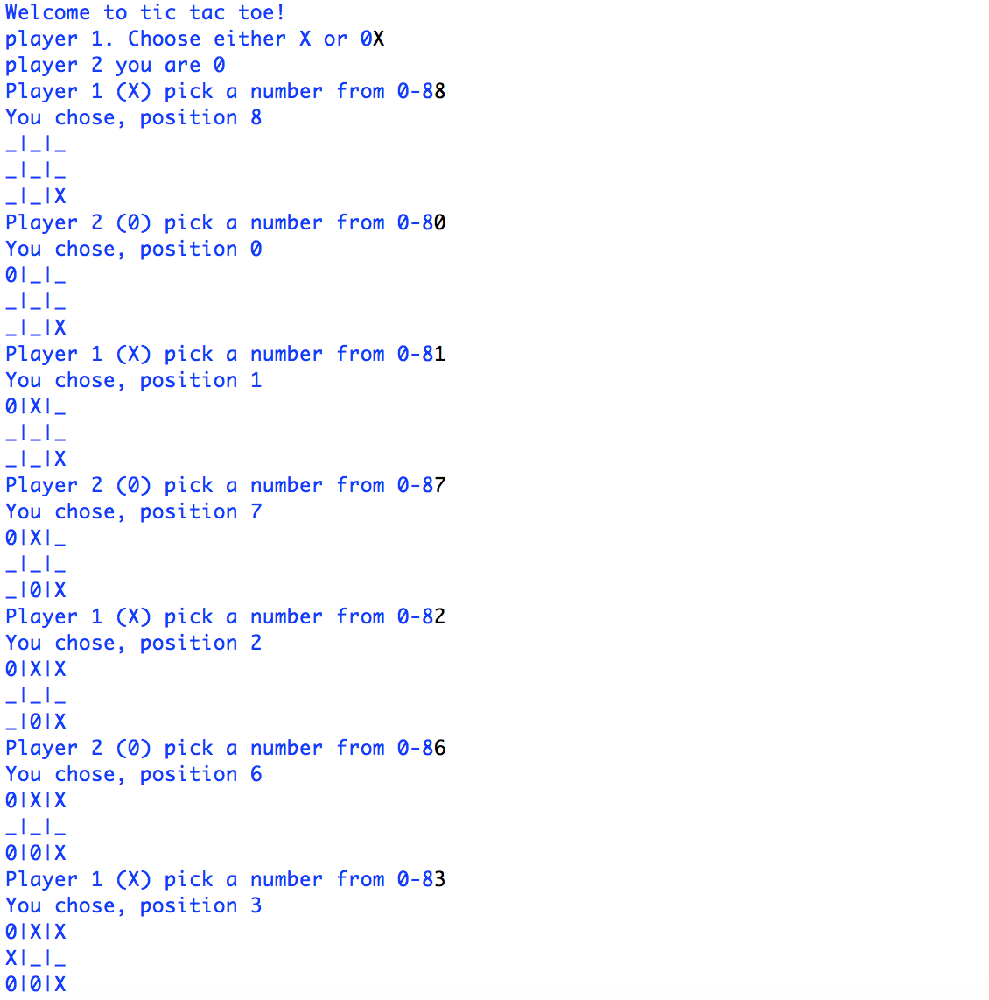 Welcome to tic tac toe!
player 1. Choose either X or 0X
player 2 you are 0
Player 1 (X) pick a number from 0-88
You chose, position 8
_|_|_
_|_|_
_|_|X
Player 2 (0) pick a number from 0-80
You chose, position 0
0|_|_
_|_|_
_|_|X
Player 1 (X) pick a number from 0-81
You chose, position 1
0|X|_
_|_|_
_|_|X
Player 2 (0) pick a number from 0-87
You chose, position 7
0|X|_
_|_|_
_|0|X
Player 1 (X) pick a number from 0-82
You chose, position 2
0|X|X
_|_|_
_|0|X
Player 2 (0) pick a number from 0-86
You chose, position 6
0|X|X
_|_|_
0|0|X
Player 1 (X) pick a number from 0-83
You chose, position 3
0|X|X
X|_|_
0|0|X